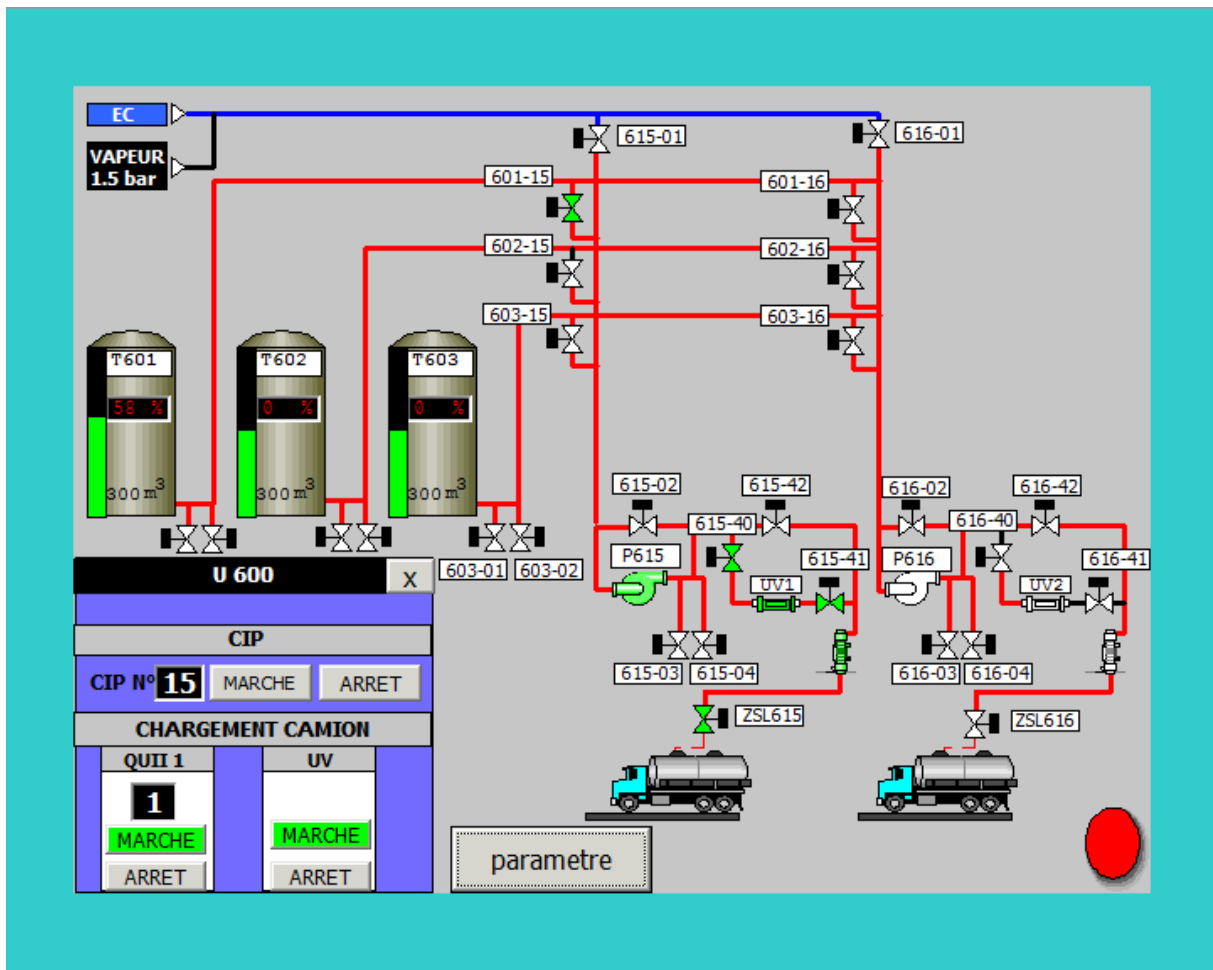 EC
VAPEUR
1.5 bar
615-01
616-01
601-15
601-16
602-15
602-16
603-15
603-16
T601
T602
T603
58 %
0 %
0 %
300 m³
300 m³
300 m³
615-02
615-42
616-02
616-42
615-40
616-40
P615
615-41
P616
616-41
603-01
603-02
UV1
UV2
U 600
X
CIP
CIP Nº 15
MARCHE
ARRET
615-03
615-04
616-03
616-04
ZSL615
ZSL616
CHARGEMENT CAMION
QUII 1
UV
1
MARCHE
MARCHE
ARRET
ARRET
parametre